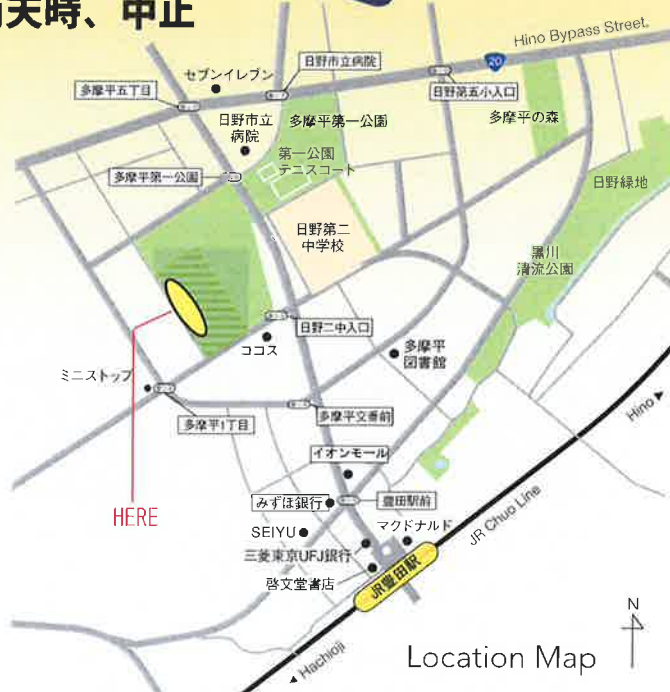 天時、中止
Hino Bypass Street
20
セブンイレブン
日野市立病院
多摩平五丁目
日野第五小入口
日野市立
病院
多摩平第一公園
多摩平の森
第一公園
テニスコート
多摩平第一公園
日野緑地
日野第二
中学校
黒川
清流公園
日野二中入口
ココス
多摩平
図書館
ミニストップ
多摩平1丁目
多摩平交番前
Hino ▶
イオンモール
みずほ銀行
豊田駅前
HERE
SEIYU
マクドナルド
JR Chuo Line
三菱東京UFJ銀行
啓文堂書店
JR豊田駅
N
Location Map
◀ Hachioji